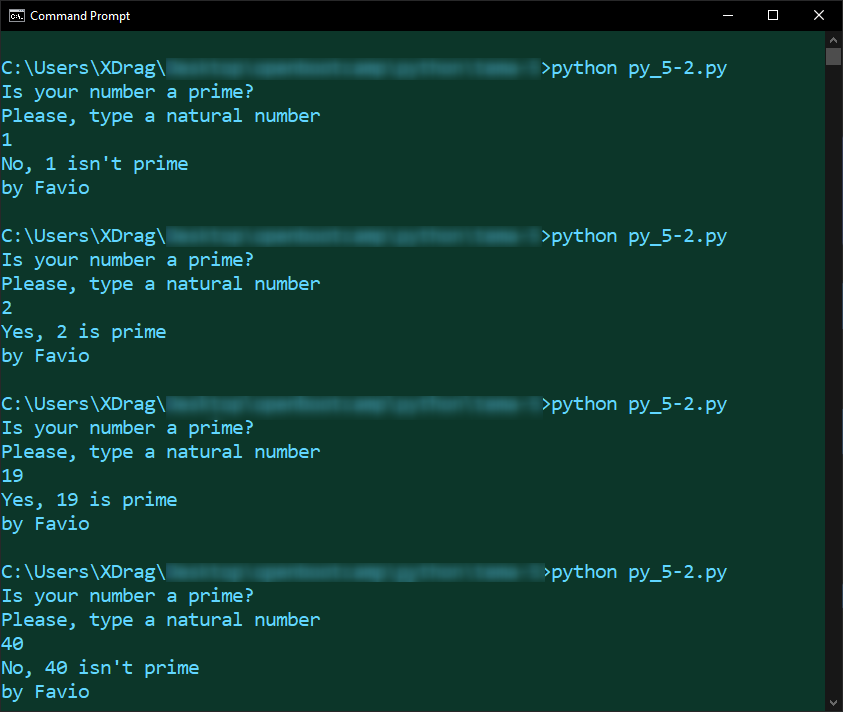 Command Prompt
C:\Users\XDrag\ >python py_5-2.py
Is your number a prime?
Please, type a natural number
1
No, 1 isn't prime
by Favio
C:\Users\XDrag\ >python py_5-2.py
Is your number a prime?
Please, type a natural number
2
Yes, 2 is prime
by Favio
C:\Users\XDrag\ >python py_5-2.py
Is your number a prime?
Please, type a natural number
19
Yes, 19 is prime
by Favio
C:\Users\XDrag\ >python py_5-2.py
Is your number a prime?
Please, type a natural number
40
No, 40 isn't prime
by Favio